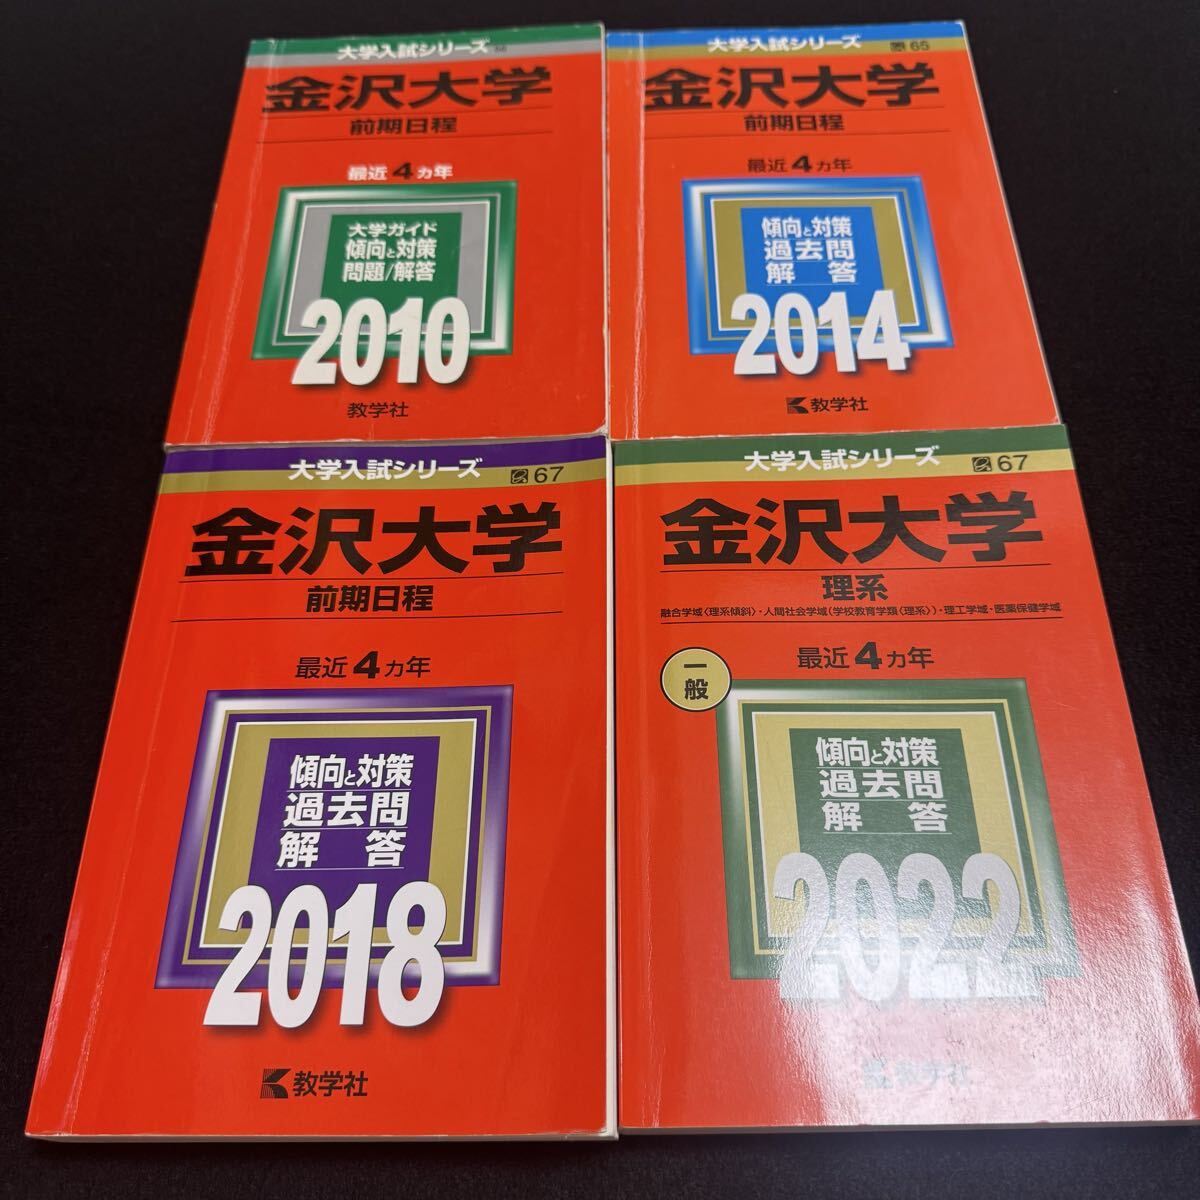 大学入試シリーズ
金沢大学
前期日程
最近4ヵ年
大学ガイド
傾向と対策
問題/解答
2010
教学社
大学入試シリーズ 65
金沢大学
前期日程
最近4ヵ年
傾向と対策
過去問
解答
2014
教学社
大学入試シリーズ 67
金沢大学
前期日程
最近4ヵ年
傾向と対策
過去問
解答
2018
教学社
大学入試シリーズ 67
金沢大学
理系
融合学域〈理系傾斜〉・人間社会学域(学校教育学類〈理系〉)・理工学域・医薬保健学域
一般
最近4ヵ年
傾向と対策
過去問
解答
2022
教学社